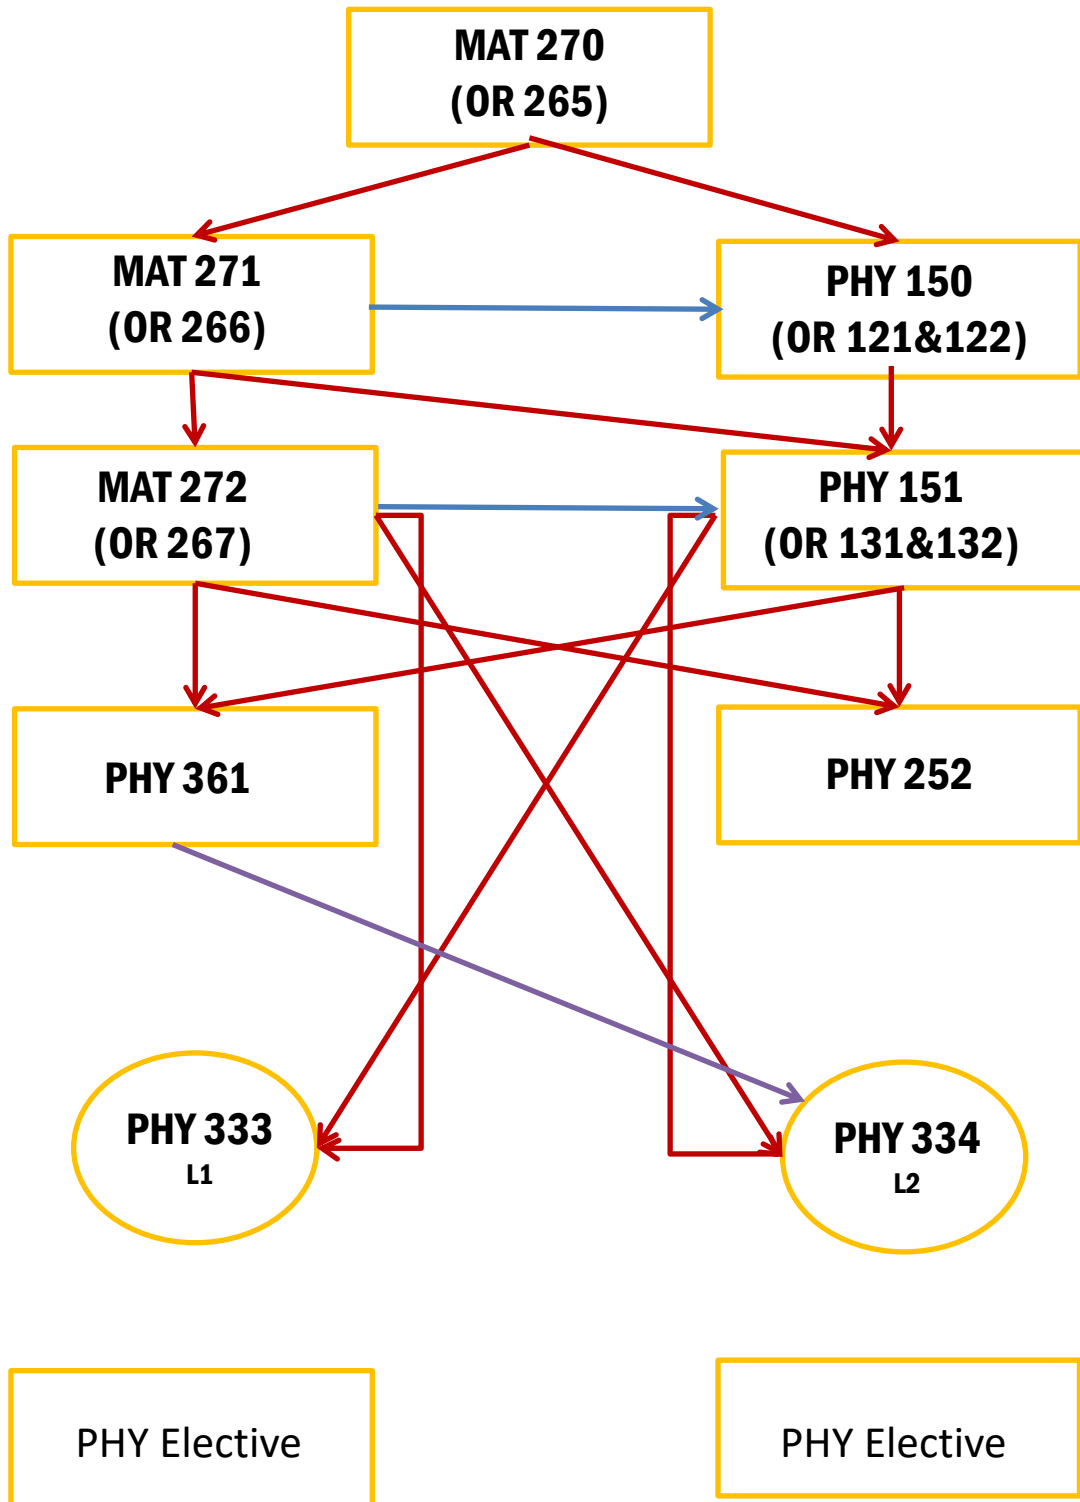 MAT 270
(OR 265)
MAT 271
(OR 266)
PHY 150
(OR 121&122)
MAT 272
(OR 267)
PHY 151
(OR 131&132)
PHY 361
PHY 252
PHY 333
L1
PHY 334
L2
PHY Elective
PHY Elective